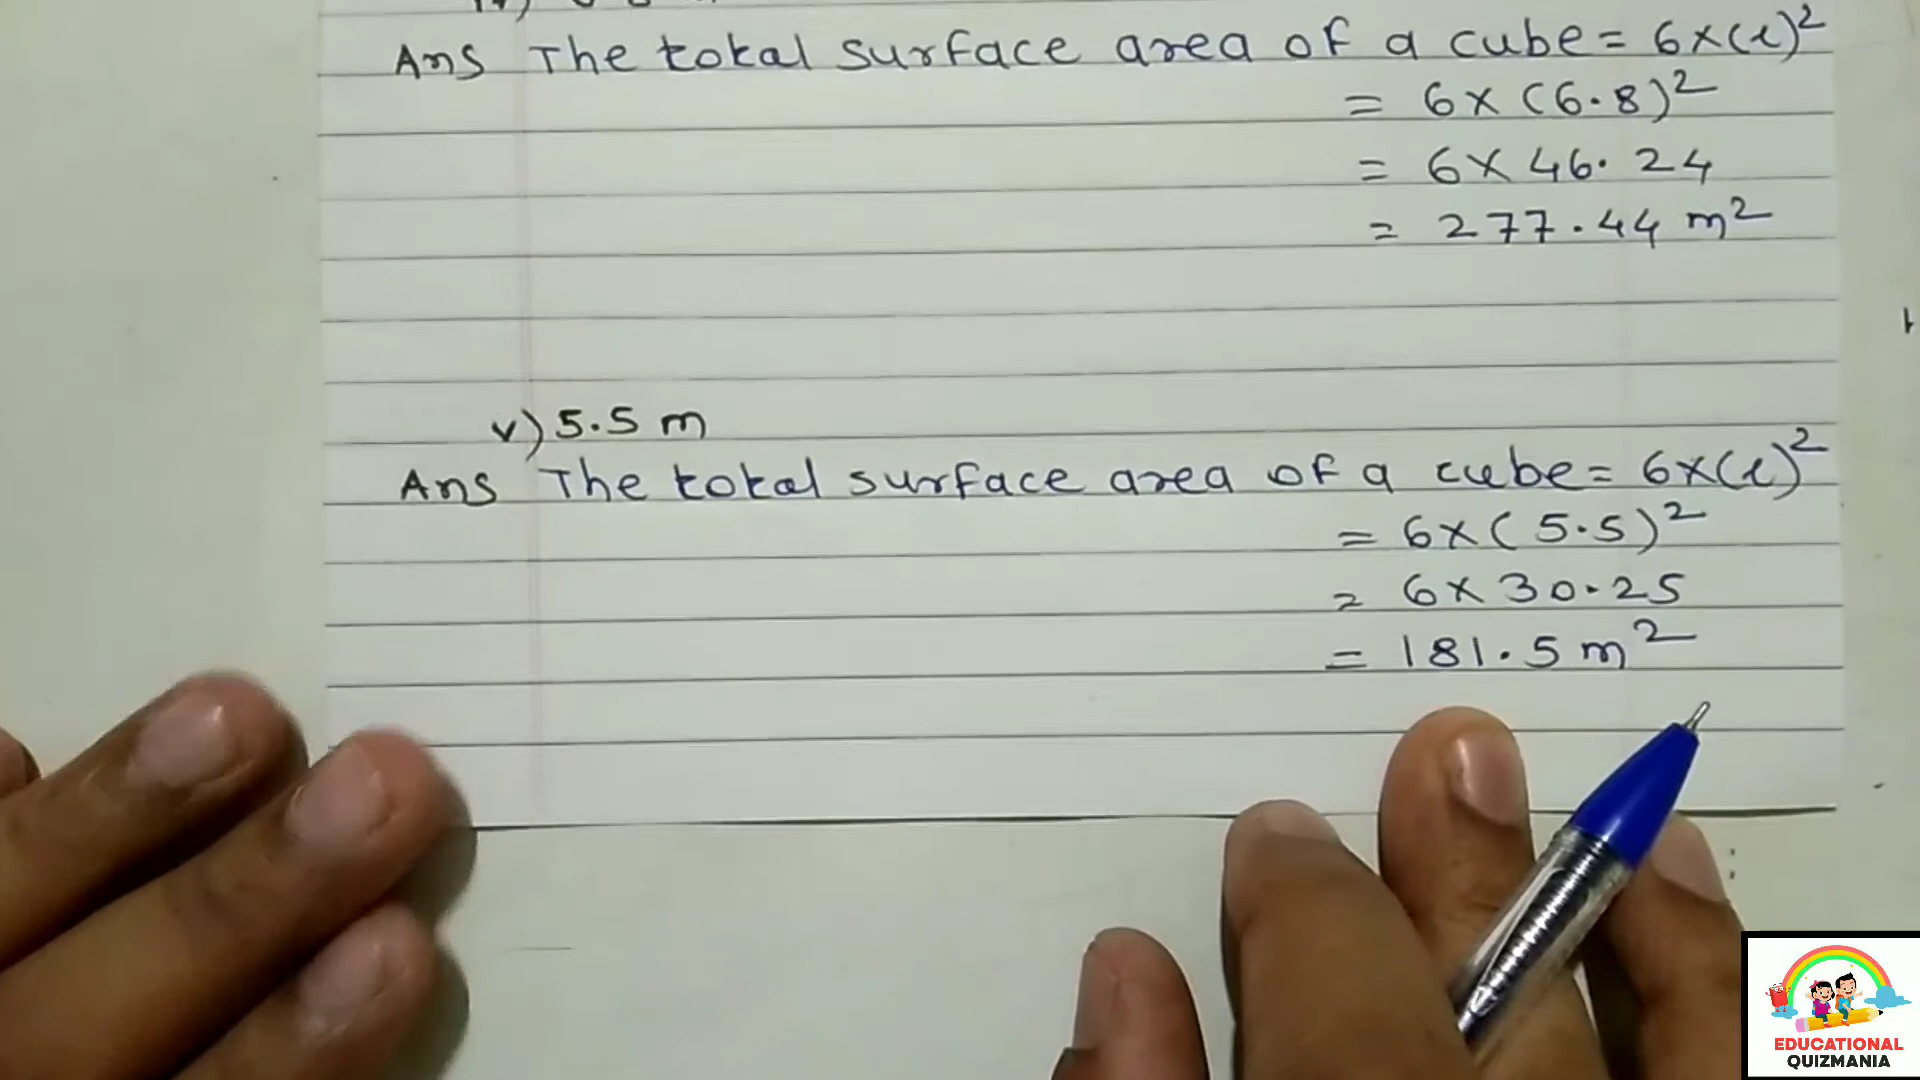 Ans The total surface area of a cube = 6×(l)²
= 6×(6.8)²
= 6×46.24
= 277.44 m²
v) 5.5 m
Ans The total surface area of a cube = 6×(l)²
= 6×(5.5)²
= 6×30.25
= 181.5 m²
EDUCATIONAL
QUIZMANIA